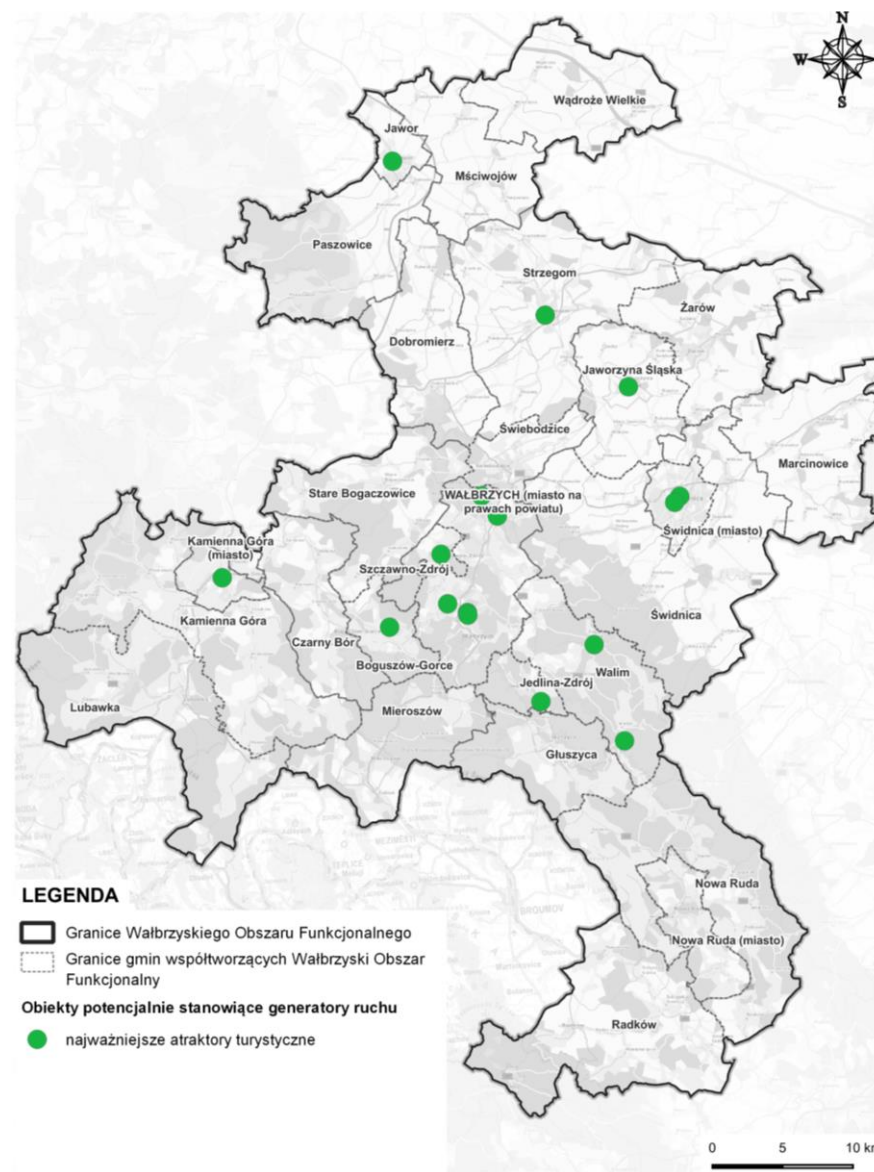 N
W
S
Wądroże Wielkie
Jawor
Mściwojów
Paszowice
Strzegom
Żarów
Dobromierz
Jaworzyna Śląska
Świebodzice
Marcinowice
Stare Bogaczowice
WAŁBRZYCH (miasto na
prawach powiatu)
Świdnica (miasto)
Kamienna Góra
(miasto)
Szczawno-Zdrój
Świdnica
Kamienna Góra
Czarny Bór
Boguszów-Gorce
Walim
Jedlina-Zdrój
Lubawka
Mieroszów
Głuszyca
Nowa Ruda
Nowa Ruda (miasto)
Radków
LEGENDA
Granice Wałbrzyskiego Obszaru Funkcjonalnego
Granice gmin współtworzących Wałbrzyski Obszar
Funkcjonalny
Obiekty potencjalnie stanowiące generatory ruchu
najważniejsze atraktory turystyczne
0 5 10 km